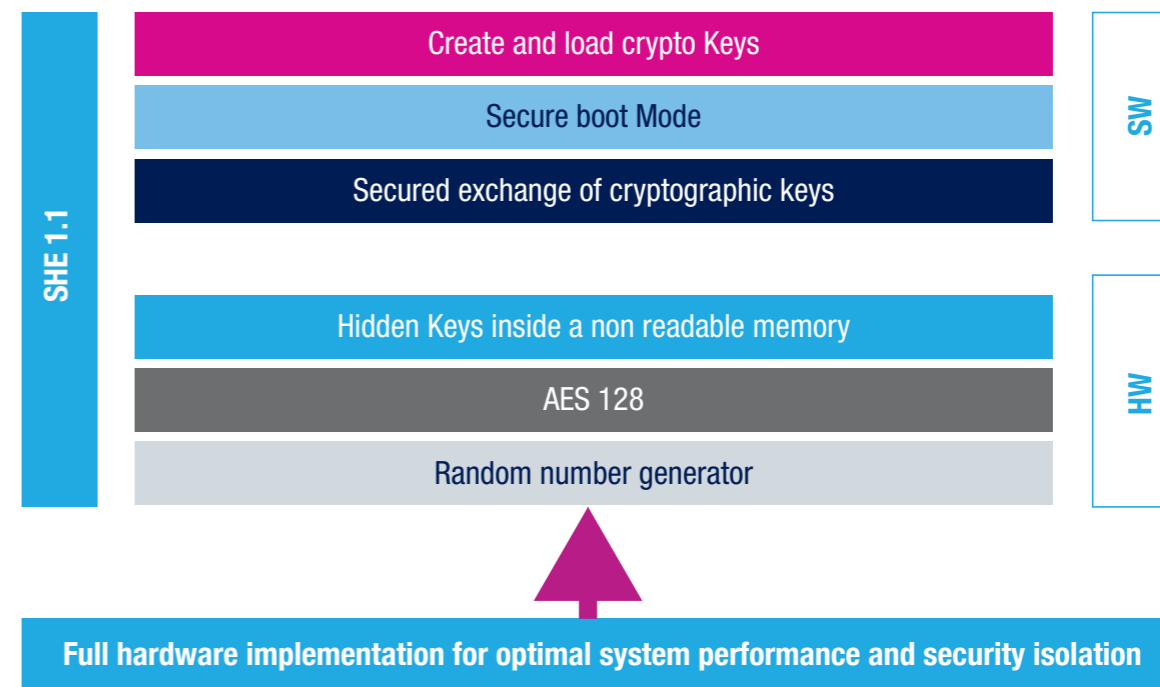 SHE 1.1
Create and load crypto Keys
Secure boot Mode
Secured exchange of cryptographic keys
SW
Hidden Keys inside a non readable memory
AES 128
Random number generator
HW
Full hardware implementation for optimal system performance and security isolation